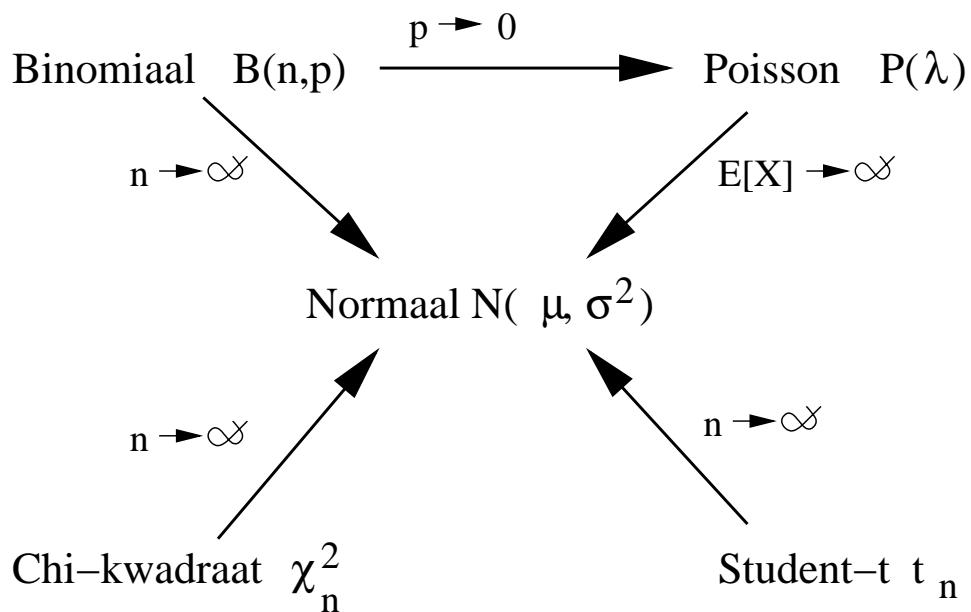 p → 0
Binomiaal B(n,p)
Poisson P(λ)
n → ∞
E[X] → ∞
Normaal N( μ, σ²)
n → ∞
n → ∞
Chi−kwadraat χ²ₙ
Student−t tₙ